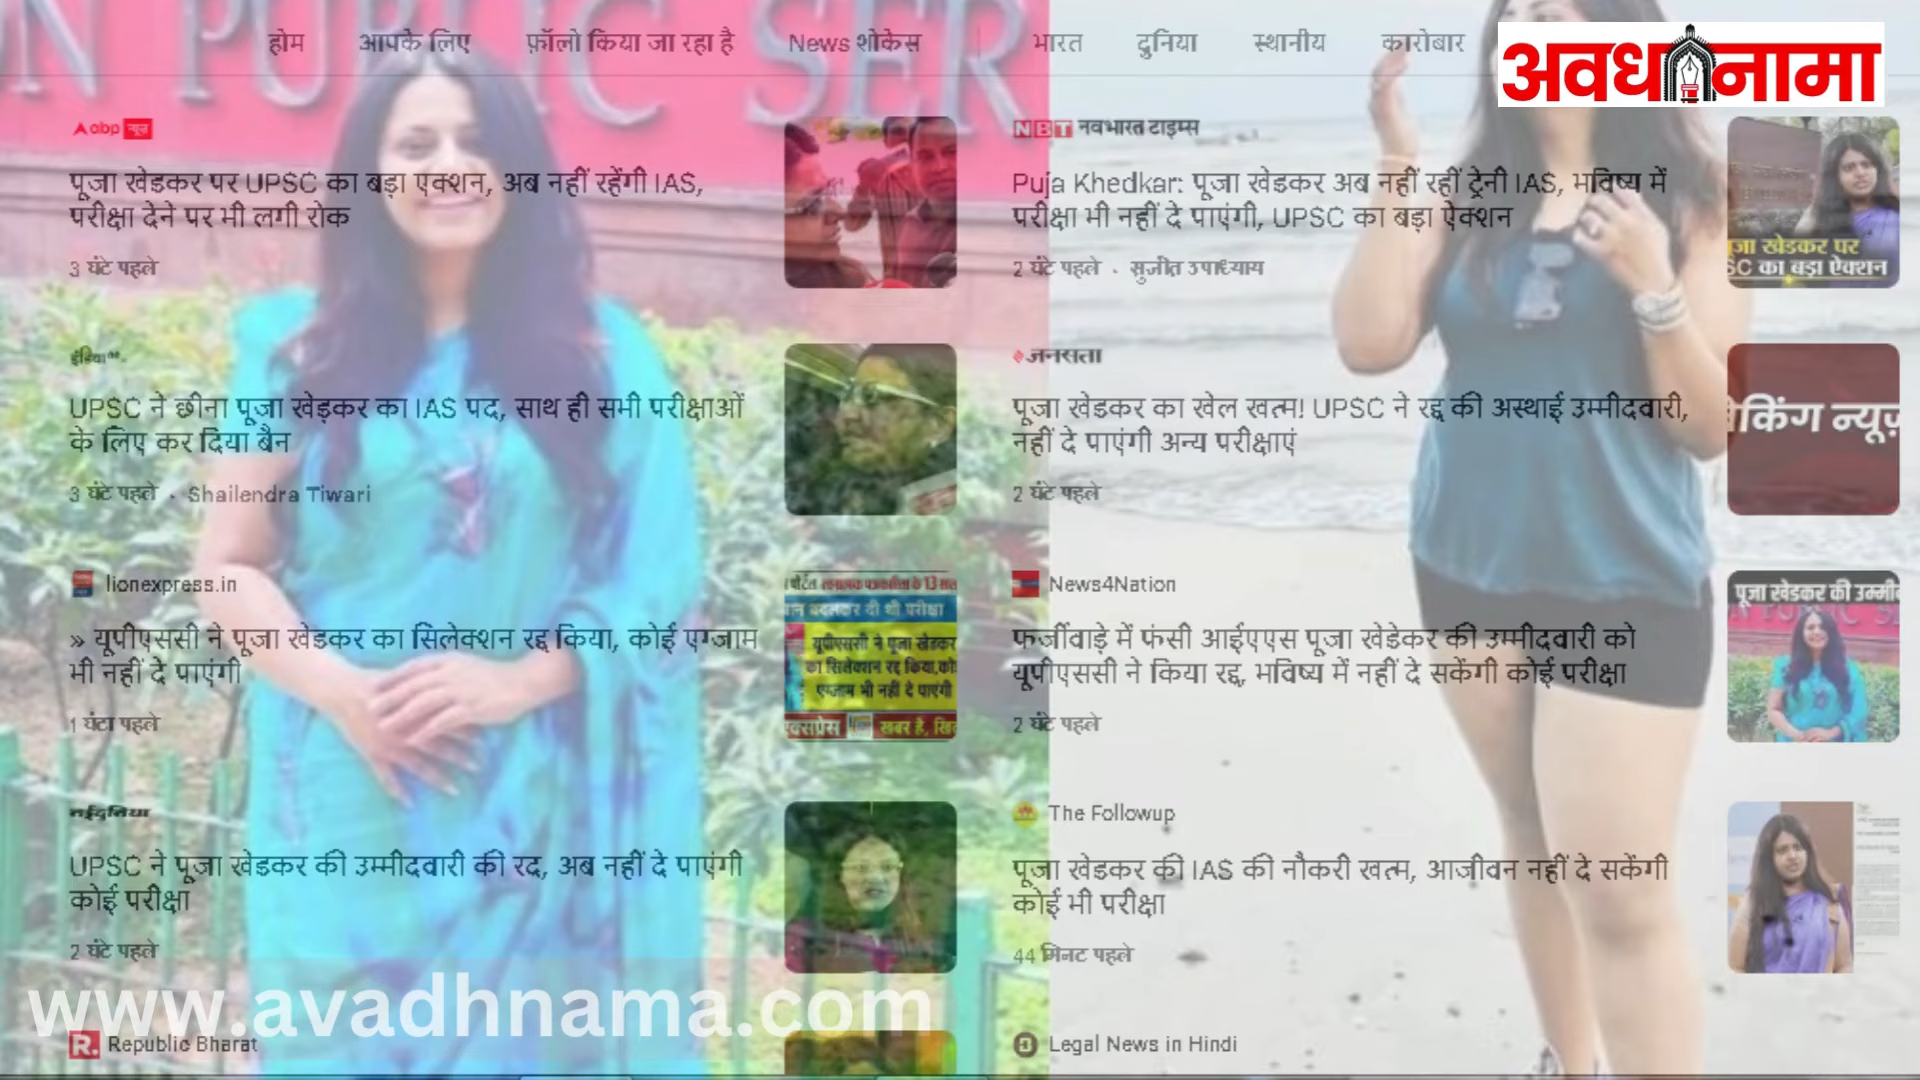 N PUBLIC SER
होम आपके लिए फ़ॉलो किया जा रहा है News शोकेस भारत दुनिया स्थानीय कारोबार
अवधनामा
abp न्यूज़
पूजा खेडकर पर UPSC का बड़ा एक्शन, अब नहीं रहेंगी IAS,
परीक्षा देने पर भी लगी रोक
3 घंटे पहले
NBT नवभारत टाइम्स
Puja Khedkar: पूजा खेडकर अब नहीं रहीं ट्रेनी IAS, भविष्य में
परीक्षा भी नहीं दे पाएंगी, UPSC का बड़ा ऐक्शन
2 घंटे पहले · सुजीत उपाध्याय
पूजा खेडकर पर
SC का बड़ा ऐक्शन
इंडिया
UPSC ने छीना पूजा खेड़कर का IAS पद, साथ ही सभी परीक्षाओं
के लिए कर दिया बैन
3 घंटे पहले · Shailendra Tiwari
जनसत्ता
पूजा खेडकर का खेल खत्म! UPSC ने रद्द की अस्थाई उम्मीदवारी,
नहीं दे पाएंगी अन्य परीक्षाएं
2 घंटे पहले
ेकिंग न्यूज़
lionexpress.in
» यूपीएससी ने पूजा खेडकर का सिलेक्शन रद्द किया, कोई एग्जाम
भी नहीं दे पाएंगी
1 घंटा पहले
बदलकर दी थी परीक्षा
यूपीएससी ने पूजा खेडकर
का सिलेक्शन रद्द किया,को
एग्जाम भी नहीं दे पाएंगी
क्सप्रेस खबर है, खि
News4Nation
फर्जीवाड़े में फंसी आईएएस पूजा खेडेकर की उम्मीदवारी को
यूपीएससी ने किया रद्द, भविष्य में नहीं दे सकेंगी कोई परीक्षा
2 घंटे पहले
पूजा खेडकर की उम्मी
नईदुनिया
UPSC ने पूजा खेडकर की उम्मीदवारी की रद, अब नहीं दे पाएंगी
कोई परीक्षा
2 घंटे पहले
The Followup
पूजा खेडकर की IAS की नौकरी खत्म, आजीवन नहीं दे सकेंगी
कोई भी परीक्षा
44 मिनट पहले
www.avadhnama.com
R. Republic Bharat
Legal News in Hindi